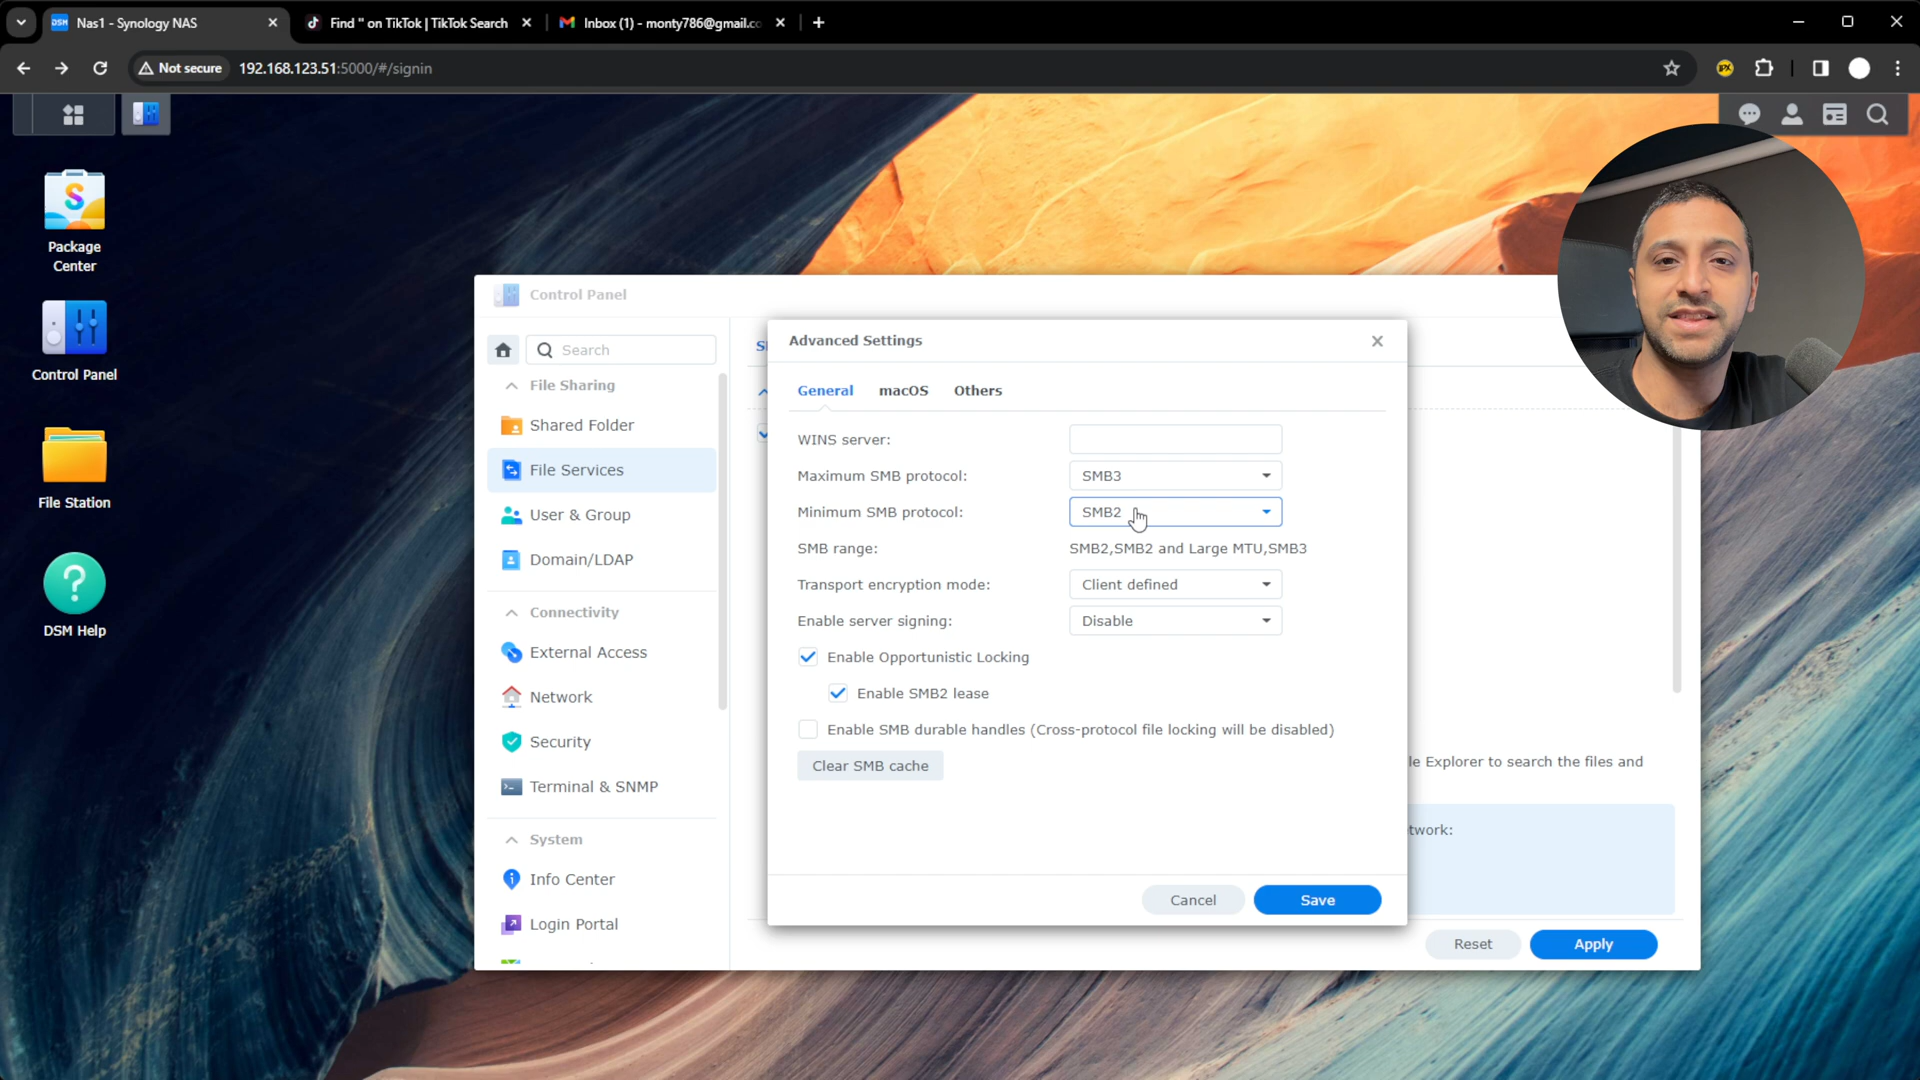 Nas1 - Synology NAS
Find '' on TikTok | TikTok Search
Inbox (1) - monty786@gmail.co
Not secure
192.168.123.51:5000/#/signin
Package
Center
Control Panel
File Station
DSM Help
Control Panel
Search
File Sharing
Shared Folder
File Services
User & Group
Domain/LDAP
Connectivity
External Access
Network
Security
Terminal & SNMP
System
Info Center
Login Portal
Advanced Settings
General
macOS
Others
WINS server:
Maximum SMB protocol: SMB3
Minimum SMB protocol: SMB2
SMB range: SMB2,SMB2 and Large MTU,SMB3
Transport encryption mode: Client defined
Enable server signing: Disable
Enable Opportunistic Locking
Enable SMB2 lease
Enable SMB durable handles (Cross-protocol file locking will be disabled)
Clear SMB cache
Cancel
Save
le Explorer to search the files and
twork:
Reset
Apply